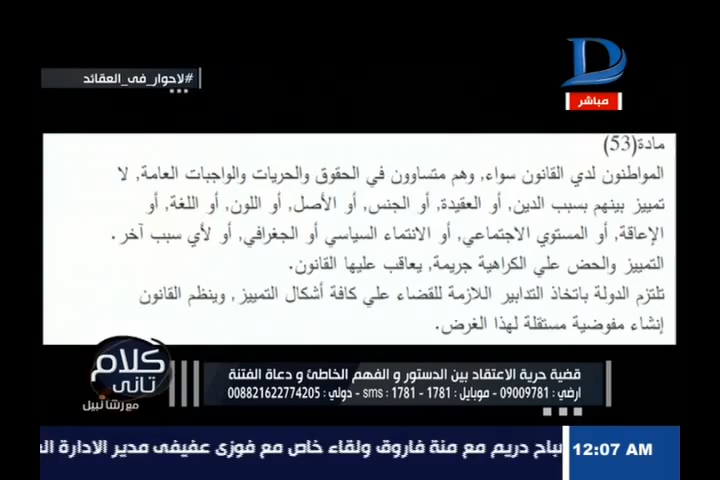 #لاحوار_فى_العقائد
مباشر
مادة(53)
المواطنون لدي القانون سواء, وهم متساوون في الحقوق والحريات والواجبات العامة, لا
تمييز بينهم بسبب الدين, أو العقيدة, أو الجنس, أو الأصل, أو اللون, أو اللغة, أو
الإعاقة, أو المستوي الاجتماعي, أو الانتماء السياسي أو الجغرافي, أو لأي سبب آخر.
التمييز والحض علي الكراهية جريمة, يعاقب عليها القانون.
تلتزم الدولة باتخاذ التدابير اللازمة للقضاء علي كافة أشكال التمييز, وينظم القانون
إنشاء مفوضية مستقلة لهذا الغرض.
كلام
تانى
مع رشا نبيل
قضية حرية الاعتقاد بين الدستور و الفهم الخاطئ و دعاة الفتنة
ارضي : 09009781 - موبايل : 1781 - sms : 1781 - دولي : 008821622774205
صباح دريم مع منة فاروق ولقاء خاص مع فوزى عفيفى مدير الادارة
12:07 AM